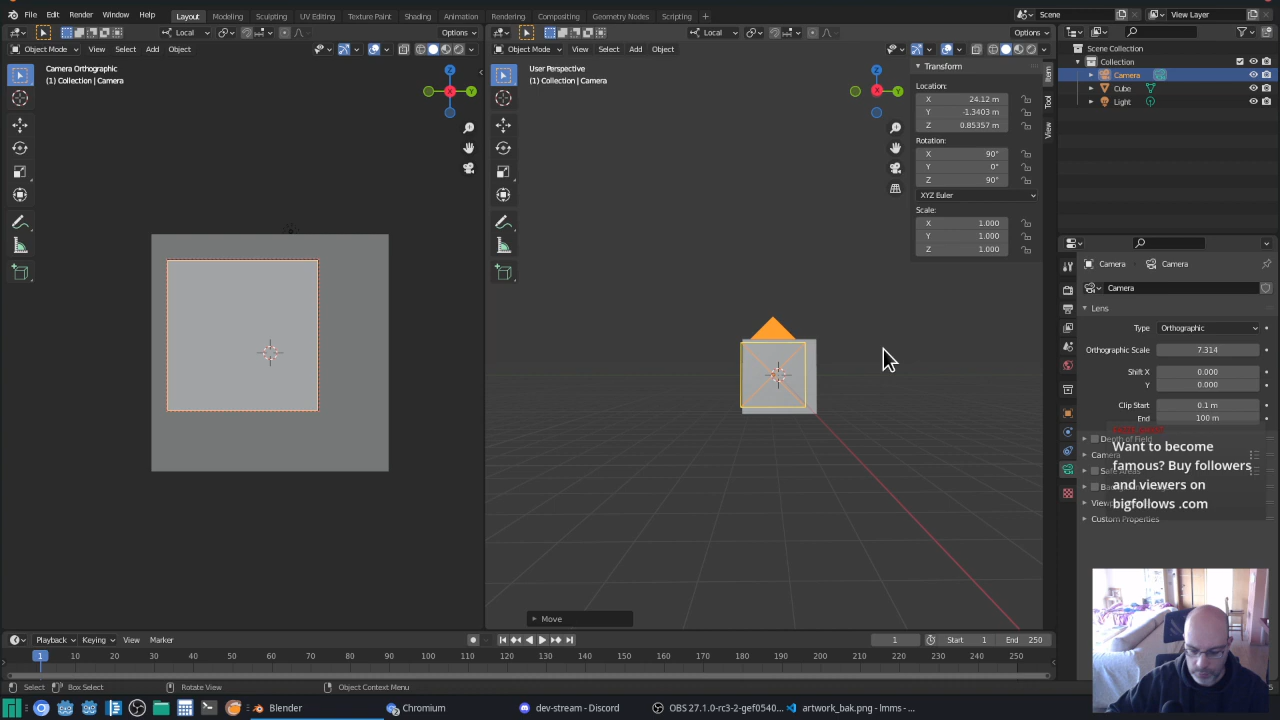 File Edit Render Window Help
Layout Modeling Sculpting UV Editing Texture Paint Shading Animation Rendering Compositing Geometry Nodes Scripting +
Scene View Layer
Local Options Local Options
Object Mode View Select Add Object
Object Mode View Select Add Object
Camera Orthographic
(1) Collection | Camera
User Perspective
(1) Collection | Camera
Transform
Location:
X 24.12 m
Y -1.3403 m
Z 0.85357 m
Rotation:
X 90°
Y 0°
Z 90°
XYZ Euler
Scale:
X 1.000
Y 1.000
Z 1.000
Item
Tool
View
Scene Collection
Collection
Camera
Cube
Light
Camera Camera
Camera
Lens
Type Orthographic
Orthographic Scale 7.314
Shift X 0.000
Y 0.000
Clip Start 0.1 m
End 100 m
Depth of Field
Camera
Safe Areas
Custom Properties
Want to become
famous? Buy followers
and viewers on
bigfollows .com
Move
Playback Keying View Marker 1 Start 1 End 250
1 10 20 30 40 50 60 70 80 90 100 110 120 130 140 150 160 170 180 190 200 210 220 230 240 250
Select Box Select Rotate View Object Context Menu
Blender Chromium dev-stream - Discord OBS 27.1.0-rc3-2-gef0540... artwork_bak.png - lmms - ...